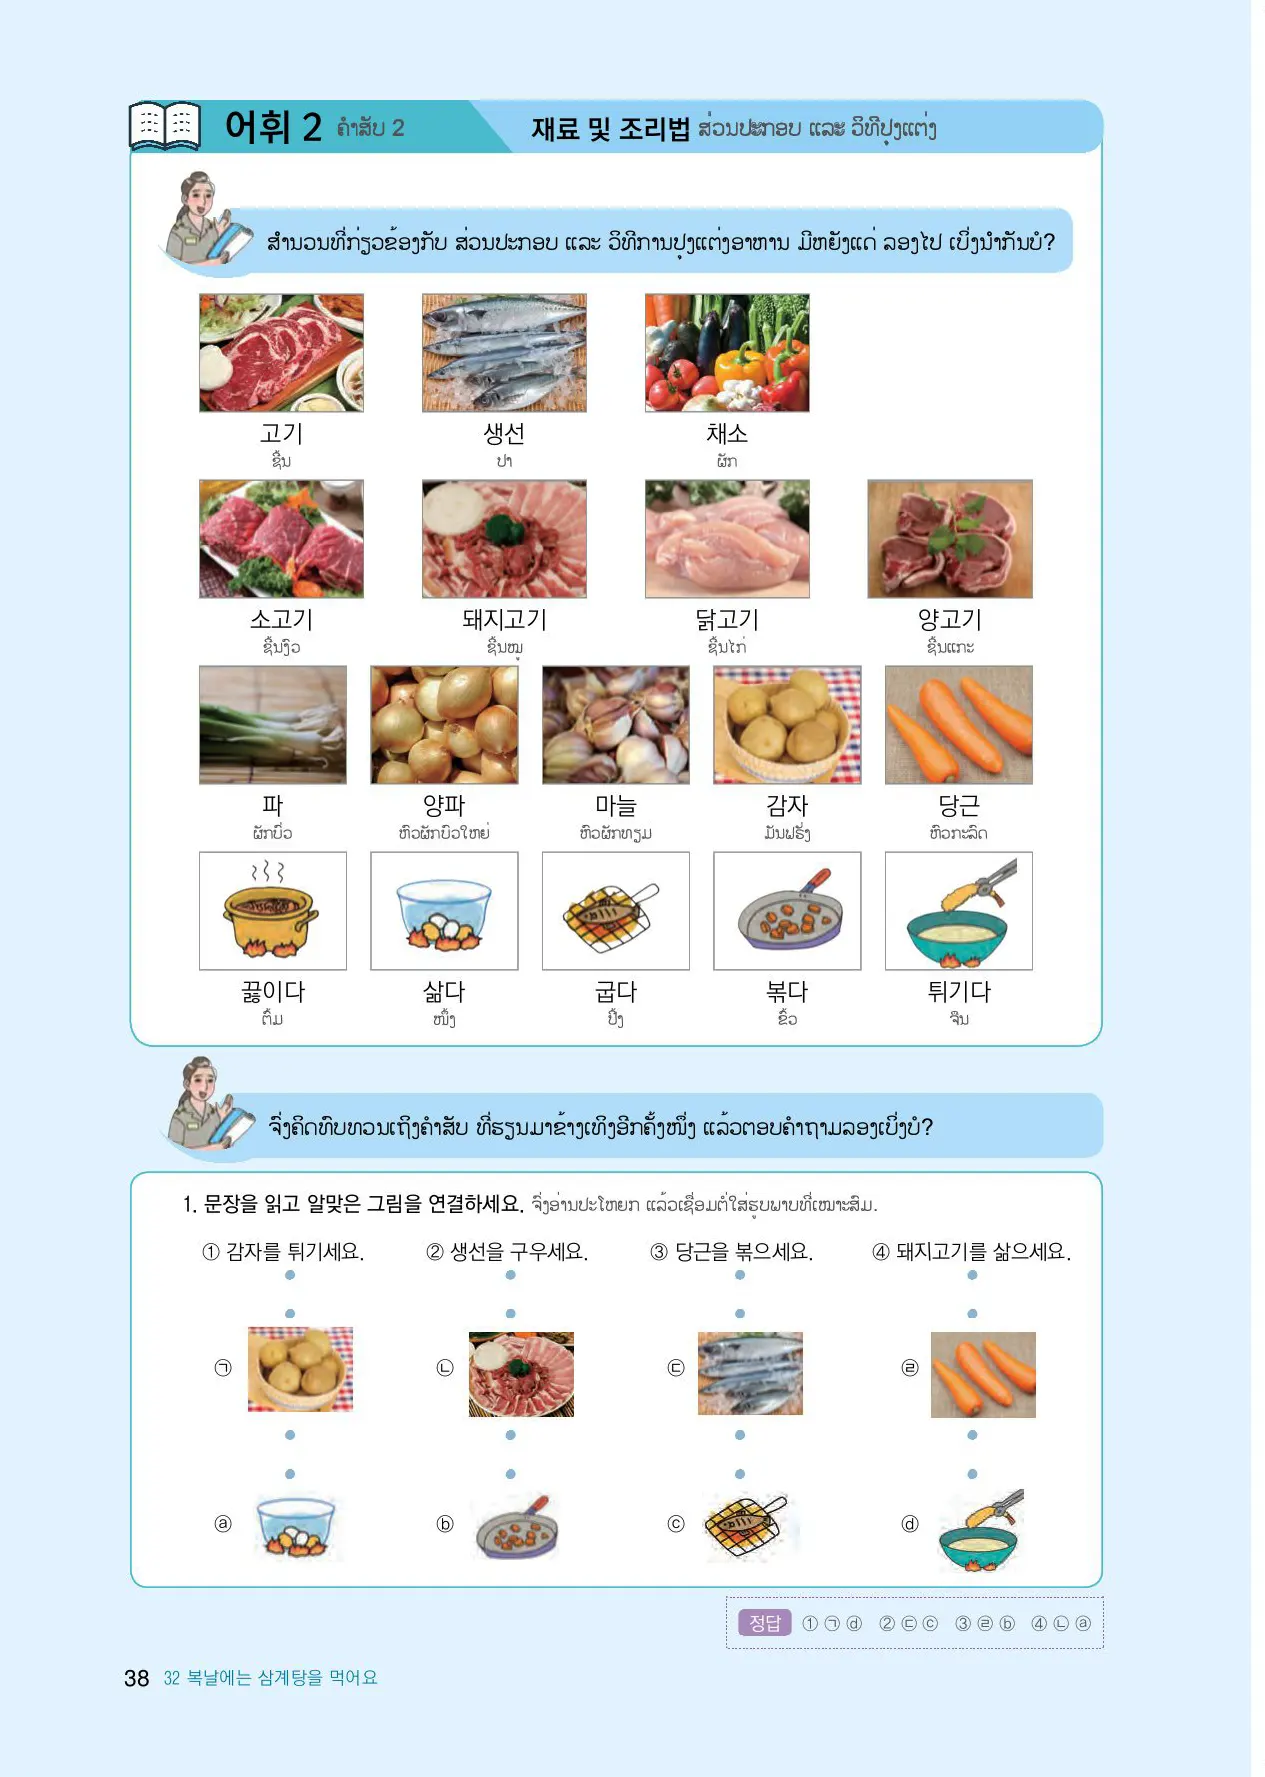 어휘 2 ຄຳສັບ 2 재료 및 조리법 ສ່ວນປະກອບ ແລະ ວິທີປຸງແຕ່ງ
ສຳນວນທີ່ກ່ຽວຂ້ອງກັບ ສ່ວນປະກອບ ແລະ ວິທີການປຸງແຕ່ງອາຫານ ມີຫຍັງແດ່ ລອງໄປ ເບິ່ງນຳກັນບໍ?
고기 생선 채소
ຊີ້ນ ປາ ຜັກ
소고기 돼지고기 닭고기 양고기
ຊີ້ນງົວ ຊີ້ນໝູ ຊີ້ນໄກ່ ຊີ້ນແກະ
파 양파 마늘 감자 당근
ຜັກບົ່ວ ຫົວຜັກບົ່ວໃຫຍ່ ຫົວຜັກທຽມ ມັນຝຣັ່ງ ຫົວກະລົດ
끓이다 삶다 굽다 볶다 튀기다
ຕົ້ມ ໜຶ້ງ ປີ້ງ ຂົ້ວ ຈືນ
ຈົ່ງຄິດທົບທວນເຖິງຄຳສັບ ທີ່ຮຽນມາຂ້າງເທິງອີກຄັ້ງໜຶ່ງ ແລ້ວຕອບຄຳຖາມລອງເບິ່ງບໍ?
1. 문장을 읽고 알맞은 그림을 연결하세요. ຈົ່ງອ່ານປະໂຫຍກ ແລ້ວເຊື່ອມຕໍ່ໃສ່ຮູບພາບທີ່ເໝາະສົມ.
① 감자를 튀기세요. ② 생선을 구우세요. ③ 당근을 볶으세요. ④ 돼지고기를 삶으세요.
㉠ ㉡ ㉢ ㉣
ⓐ ⓑ ⓒ ⓓ
정답 ① ㉠ ⓓ ② ㉢ ⓒ ③ ㉣ ⓑ ④ ㉡ ⓐ
38 32 복날에는 삼계탕을 먹어요